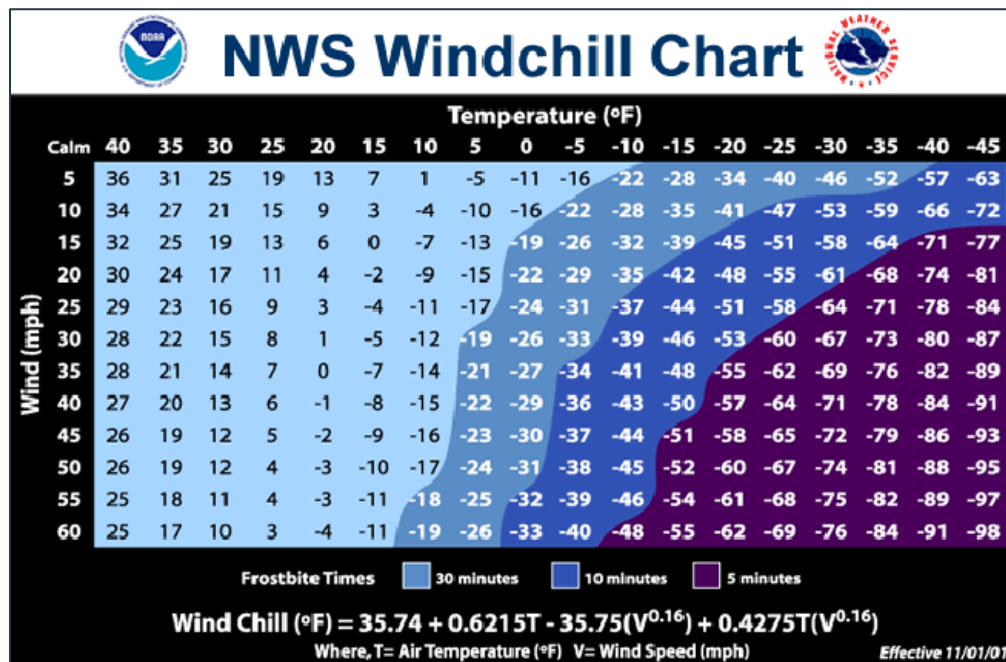 NOAA
NWS Windchill Chart
NATIONAL WEATHER SERVICE
Temperature (ºF)
Calm 40 35 30 25 20 15 10 5 0 -5 -10 -15 -20 -25 -30 -35 -40 -45
Wind (mph)
5 36 31 25 19 13 7 1 -5 -11 -16 -22 -28 -34 -40 -46 -52 -57 -63
10 34 27 21 15 9 3 -4 -10 -16 -22 -28 -35 -41 -47 -53 -59 -66 -72
15 32 25 19 13 6 0 -7 -13 -19 -26 -32 -39 -45 -51 -58 -64 -71 -77
20 30 24 17 11 4 -2 -9 -15 -22 -29 -35 -42 -48 -55 -61 -68 -74 -81
25 29 23 16 9 3 -4 -11 -17 -24 -31 -37 -44 -51 -58 -64 -71 -78 -84
30 28 22 15 8 1 -5 -12 -19 -26 -33 -39 -46 -53 -60 -67 -73 -80 -87
35 28 21 14 7 0 -7 -14 -21 -27 -34 -41 -48 -55 -62 -69 -76 -82 -89
40 27 20 13 6 -1 -8 -15 -22 -29 -36 -43 -50 -57 -64 -71 -78 -84 -91
45 26 19 12 5 -2 -9 -16 -23 -30 -37 -44 -51 -58 -65 -72 -79 -86 -93
50 26 19 12 4 -3 -10 -17 -24 -31 -38 -45 -52 -60 -67 -74 -81 -88 -95
55 25 18 11 4 -3 -11 -18 -25 -32 -39 -46 -54 -61 -68 -75 -82 -89 -97
60 25 17 10 3 -4 -11 -19 -26 -33 -40 -48 -55 -62 -69 -76 -84 -91 -98
Frostbite Times 30 minutes 10 minutes 5 minutes
Wind Chill (ºF) = 35.74 + 0.6215T - 35.75(V^0.16) + 0.4275T(V^0.16)
Where, T= Air Temperature (ºF) V= Wind Speed (mph) Effective 11/01/01